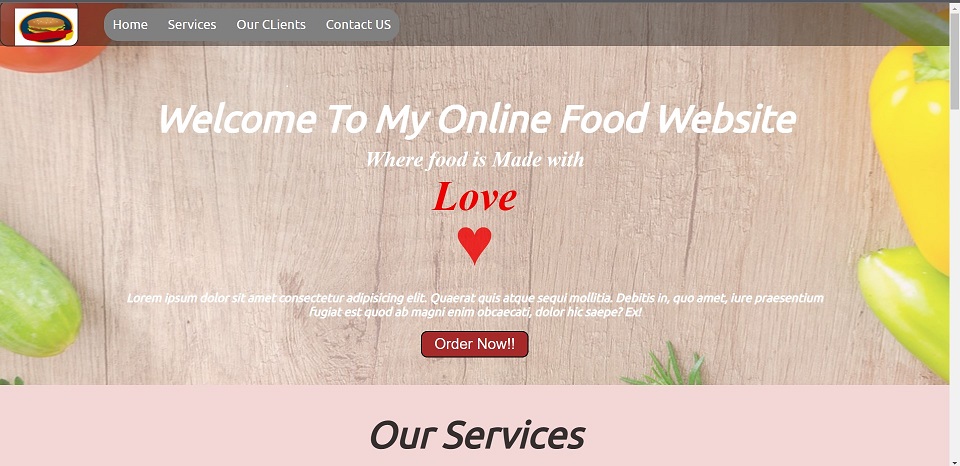 Home Services Our CLients Contact US
Welcome To My Online Food Website
Where food is Made with
Love
♥
Lorem ipsum dolor sit amet consectetur adipisicing elit. Quaerat quis atque sequi mollitia. Debitis in, quo amet, iure praesentium
fugiat est quod ab magni enim obcaecati, dolor hic saepe? Ex!
Order Now!!
Our Services